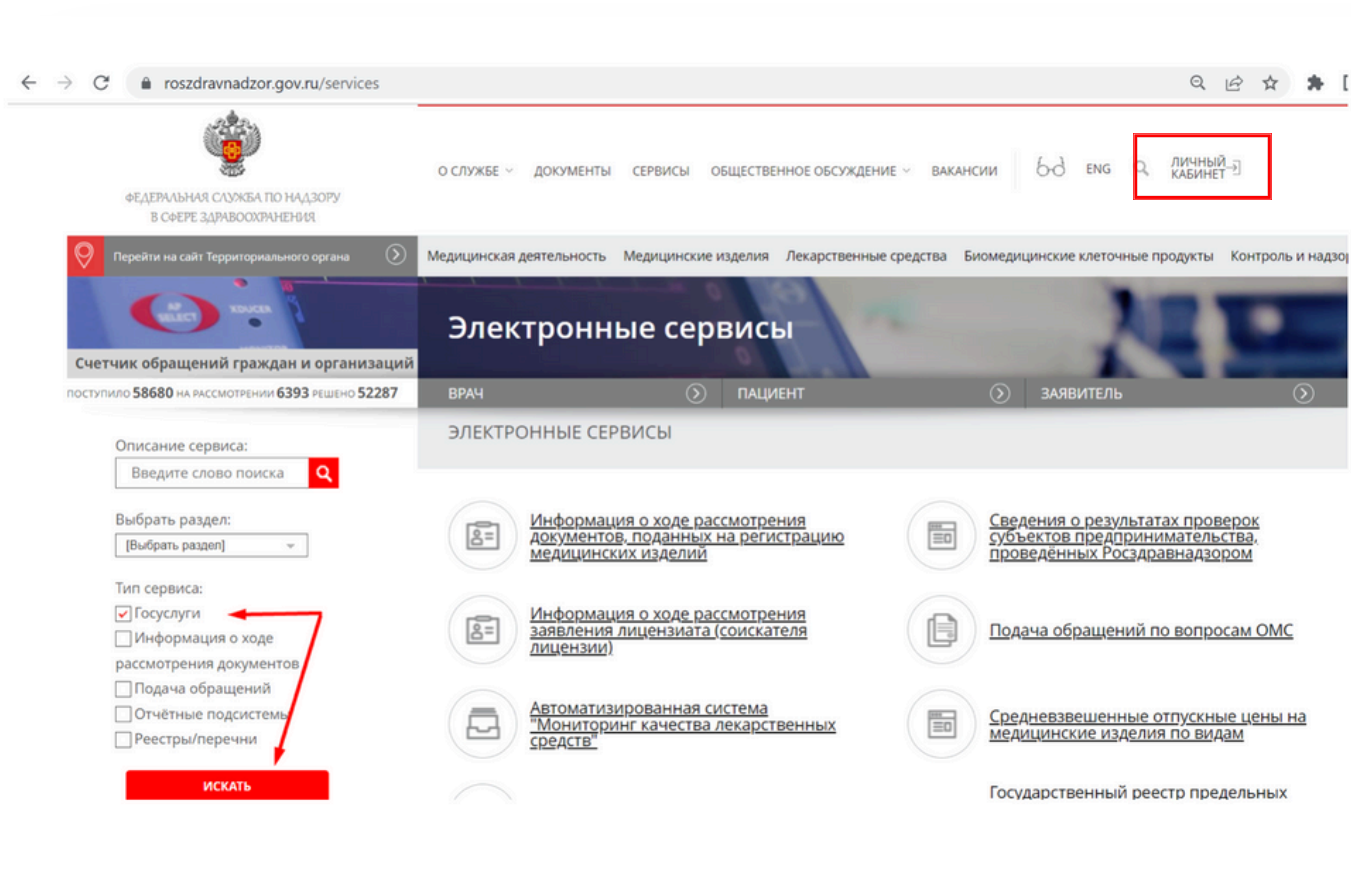 roszdravnadzor.gov.ru/services
ФЕДЕРАЛЬНАЯ СЛУЖБА ПО НАДЗОРУ
В СФЕРЕ ЗДРАВООХРАНЕНИЯ
О СЛУЖБЕ ДОКУМЕНТЫ СЕРВИСЫ ОБЩЕСТВЕННОЕ ОБСУЖДЕНИЕ ВАКАНСИИ ENG
ЛИЧНЫЙ
КАБИНЕТ
Перейти на сайт Территориального органа
Медицинская деятельность Медицинские изделия Лекарственные средства Биомедицинские клеточные продукты Контроль и надзор
AP
SELECT
XDUCER
MONITOR
Электронные сервисы
Счетчик обращений граждан и организаций
ПОСТУПИЛО 58680 НА РАССМОТРЕНИИ 6393 РЕШЕНО 52287
ВРАЧ ПАЦИЕНТ ЗАЯВИТЕЛЬ
ЭЛЕКТРОННЫЕ СЕРВИСЫ
Описание сервиса:
Введите слово поиска
Выбрать раздел:
[Выбрать раздел]
Тип сервиса:
Госуслуги
Информация о ходе
рассмотрения документов
Подача обращений
Отчётные подсистемы
Реестры/перечни
ИСКАТЬ
Информация о ходе рассмотрения
документов, поданных на регистрацию
медицинских изделий
Сведения о результатах проверок
субъектов предпринимательства,
проведённых Росздравнадзором
Информация о ходе рассмотрения
заявления лицензиата (соискателя
лицензии)
Подача обращений по вопросам ОМС
Автоматизированная система
"Мониторинг качества лекарственных
средств"
Средневзвешенные отпускные цены на
медицинские изделия по видам
Государственный реестр предельных